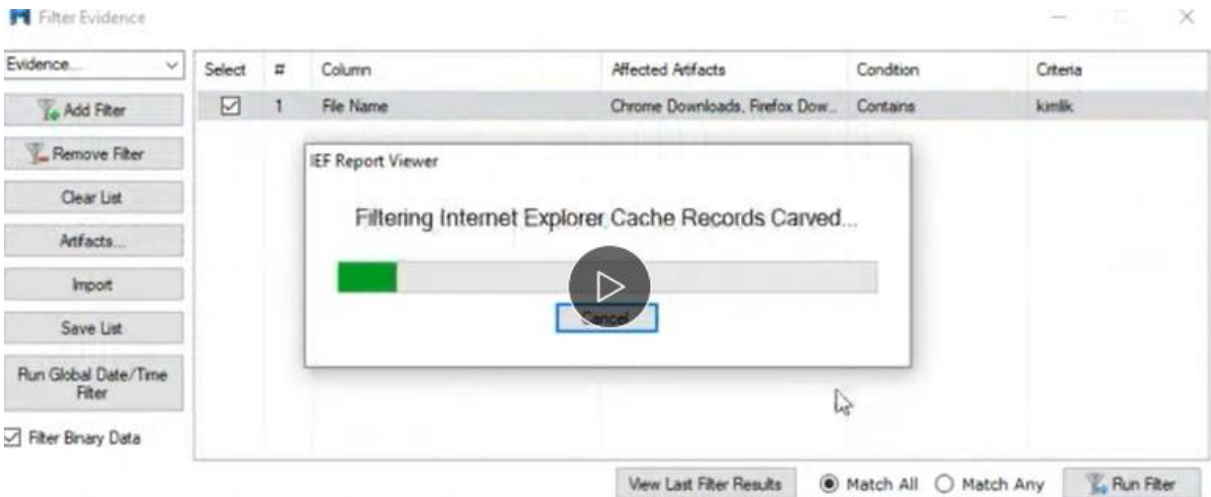 Filter Evidence
Evidence...
Select # Column Affected Artifacts Condition Criteria
Add Filter
1 File Name Chrome Downloads, Firefox Dow... Contains kimlik
Remove Filter
IEF Report Viewer
Clear List
Filtering Internet Explorer Cache Records Carved...
Artifacts...
Import
Cancel
Save List
Run Global Date/Time
Filter
Filter Binary Data
View Last Filter Results Match All Match Any Run Filter